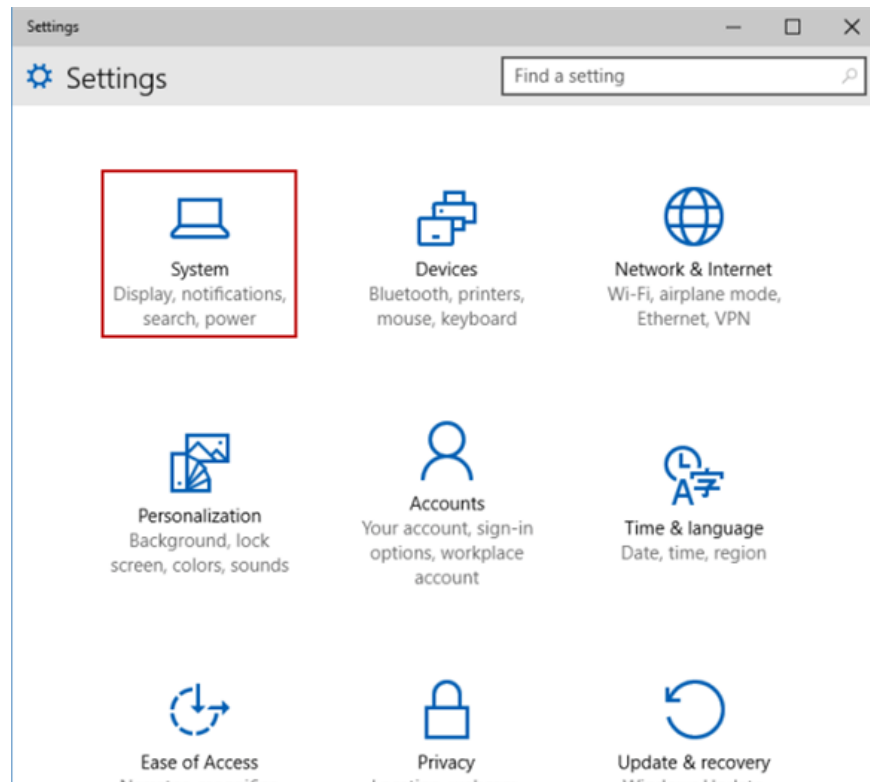 Settings
Settings
Find a setting
System
Display, notifications,
search, power
Devices
Bluetooth, printers,
mouse, keyboard
Network & Internet
Wi-Fi, airplane mode,
Ethernet, VPN
Personalization
Background, lock
screen, colors, sounds
Accounts
Your account, sign-in
options, workplace
account
Time & language
Date, time, region
Ease of Access
Privacy
Update & recovery